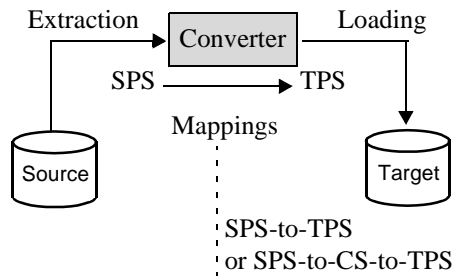 Extraction
Converter
Loading
SPS
TPS
Mappings
Source
Target
SPS-to-TPS
or SPS-to-CS-to-TPS